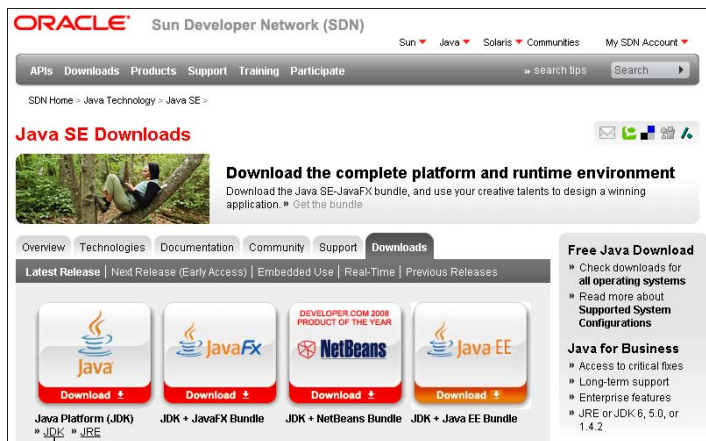 ORACLE Sun Developer Network (SDN)
Sun Java Solaris Communities My SDN Account
APIs Downloads Products Support Training Participate » search tips Search
SDN Home > Java Technology > Java SE >
Java SE Downloads
Download the complete platform and runtime environment
Download the Java SE-JavaFX bundle, and use your creative talents to design a winning
application. » Get the bundle
Overview Technologies Documentation Community Support Downloads
Latest Release | Next Release (Early Access) | Embedded Use | Real-Time | Previous Releases
Java
Download
Java Platform (JDK)
» JDK » JRE
JavaFX
Download
JDK + JavaFX Bundle
DEVELOPER.COM 2008
PRODUCT OF THE YEAR
NetBeans
Download
JDK + NetBeans Bundle
Java EE
Download
JDK + Java EE Bundle
Free Java Download
» Check downloads for
all operating systems
» Read more about
Supported System
Configurations
Java for Business
» Access to critical fixes
» Long-term support
» Enterprise features
» JRE or JDK 6, 5.0, or
1.4.2